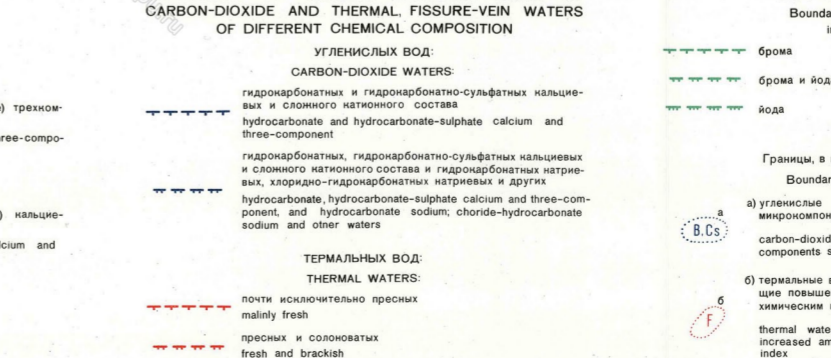 CARBON-DIOXIDE AND THERMAL, FISSURE-VEIN WATERS
OF DIFFERENT CHEMICAL COMPOSITION
УГЛЕКИСЛЫХ ВОД:
CARBON-DIOXIDE WATERS:
гидрокарбонатных и гидрокарбонатно-сульфатных кальцие-
вых и сложного катионного состава
hydrocarbonate and hydrocarbonate-sulphate calcium and
three-component
гидрокарбонатных, гидрокарбонатно-сульфатных кальциевых
и сложного катионного состава и гидрокарбонатных натрие-
вых, хлоридно-гидрокарбонатных натриевых и других
hydrocarbonate, hydrocarbonate-sulphate calcium and three-com-
ponent, and hydrocarbonate sodium; choride-hydrocarbonate
sodium and otner waters
ТЕРМАЛЬНЫХ ВОД:
THERMAL WATERS:
почти исключительно пресных
malinly fresh
пресных и солоноватых
fresh and brackish
) трехком-
ree-compo-
) кальцие-
lcium and
Bounda
i
брома
брома и йода
йода
Границы, в
Boundar
а
B.Cs
а) углекислые
микрокомпон
carbon-dioxid
components s
б
F
б) термальные в
щие повыше
химическим
thermal wate
increased am
index